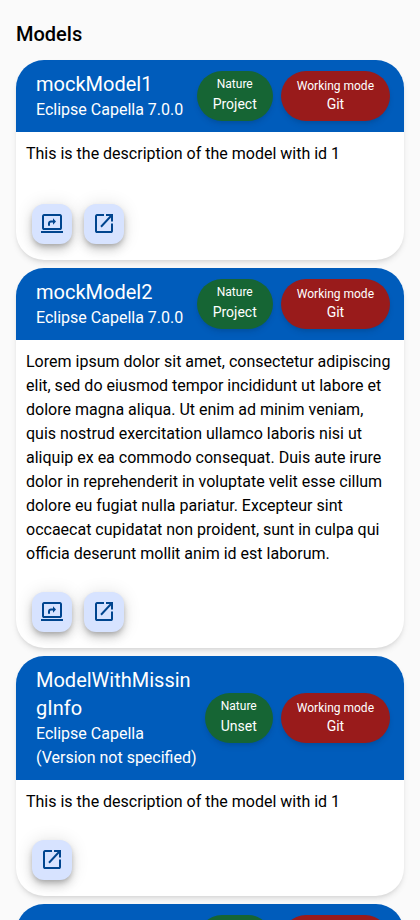 Models
mockModel1
Eclipse Capella 7.0.0
Nature
Project
Working mode
Git
This is the description of the model with id 1
mockModel2
Eclipse Capella 7.0.0
Nature
Project
Working mode
Git
Lorem ipsum dolor sit amet, consectetur adipiscing
elit, sed do eiusmod tempor incididunt ut labore et
dolore magna aliqua. Ut enim ad minim veniam,
quis nostrud exercitation ullamco laboris nisi ut
aliquip ex ea commodo consequat. Duis aute irure
dolor in reprehenderit in voluptate velit esse cillum
dolore eu fugiat nulla pariatur. Excepteur sint
occaecat cupidatat non proident, sunt in culpa qui
officia deserunt mollit anim id est laborum.
ModelWithMissin
gInfo
Eclipse Capella
(Version not specified)
Nature
Unset
Working mode
Git
This is the description of the model with id 1